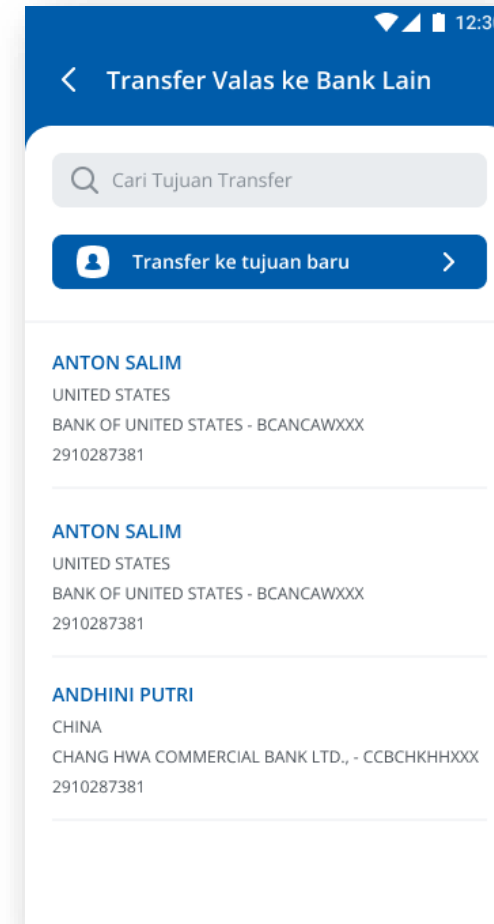 12:30
Transfer Valas ke Bank Lain
Cari Tujuan Transfer
Transfer ke tujuan baru
ANTON SALIM
UNITED STATES
BANK OF UNITED STATES - BCANCAWXXX
2910287381
ANTON SALIM
UNITED STATES
BANK OF UNITED STATES - BCANCAWXXX
2910287381
ANDHINI PUTRI
CHINA
CHANG HWA COMMERCIAL BANK LTD., - CCBCHKHHXXX
2910287381